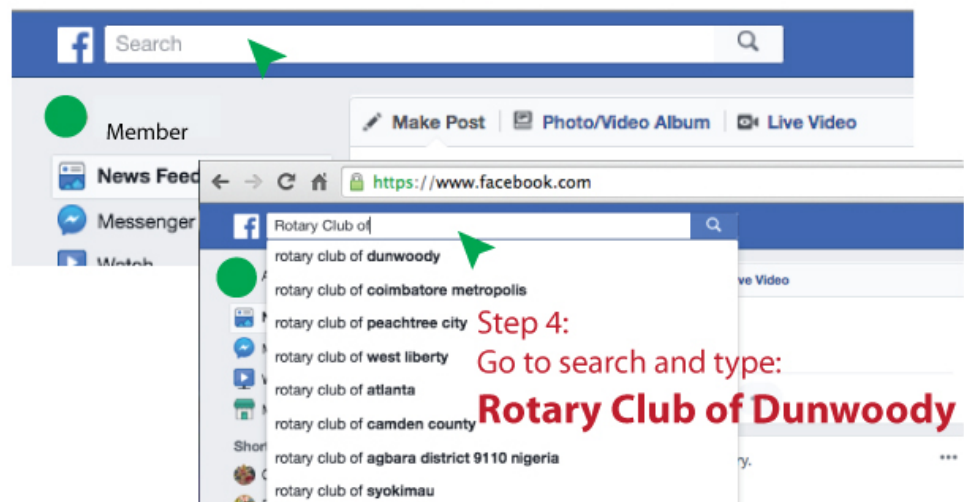 f Search
Member
Make Post Photo/Video Album Live Video
News Feed
Messenger
Watch
https://www.facebook.com
f Rotary Club of
rotary club of dunwoody
rotary club of coimbatore metropolis
rotary club of peachtree city
rotary club of west liberty
rotary club of atlanta
rotary club of camden county
rotary club of agbara district 9110 nigeria
rotary club of syokimau
ve Video
Step 4:
Go to search and type:
Rotary Club of Dunwoody
Shor
ry.